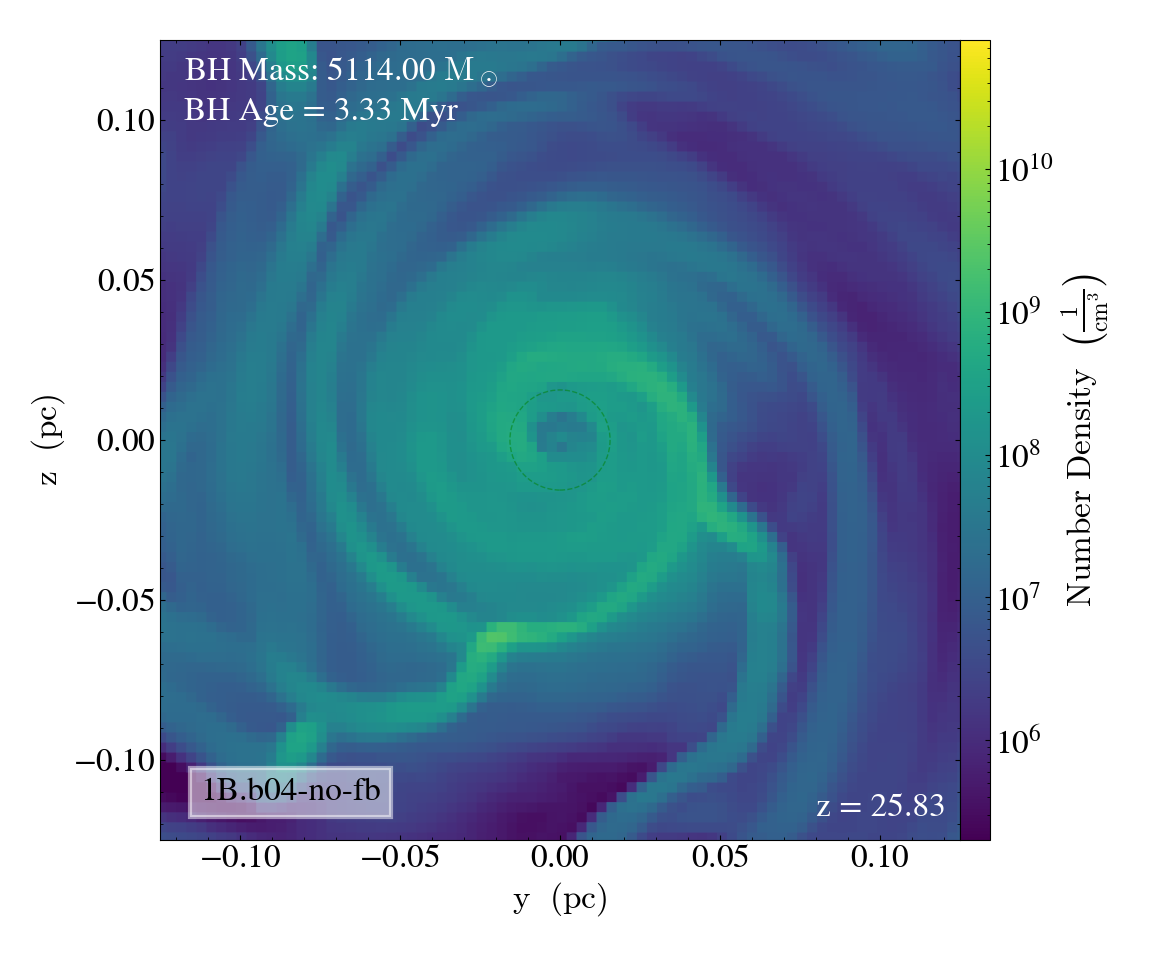 BH Mass: 5114.00 M⊙
BH Age = 3.33 Myr
0.10
0.05
0.00
−0.05
−0.10
z (pc)
1B.b04-no-fb
z = 25.83
−0.10 −0.05 0.00 0.05 0.10
y (pc)
10¹⁰
10⁹
10⁸
10⁷
10⁶
Number Density (1/cm³)